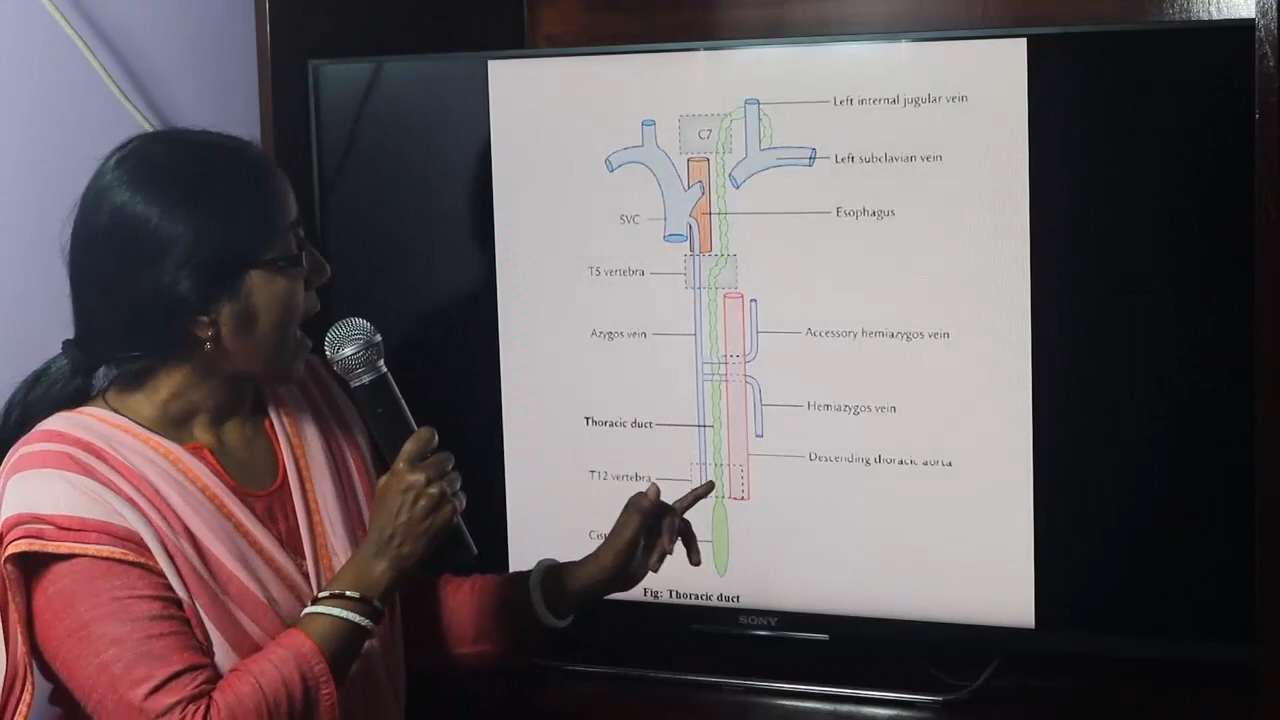 Left internal jugular vein
C7
Left subclavian vein
Esophagus
SVC
T5 vertebra
Azygos vein
Accessory hemiazygos vein
Hemiazygos vein
Thoracic duct
Descending thoracic aorta
T12 vertebra
Fig: Thoracic duct
SONY